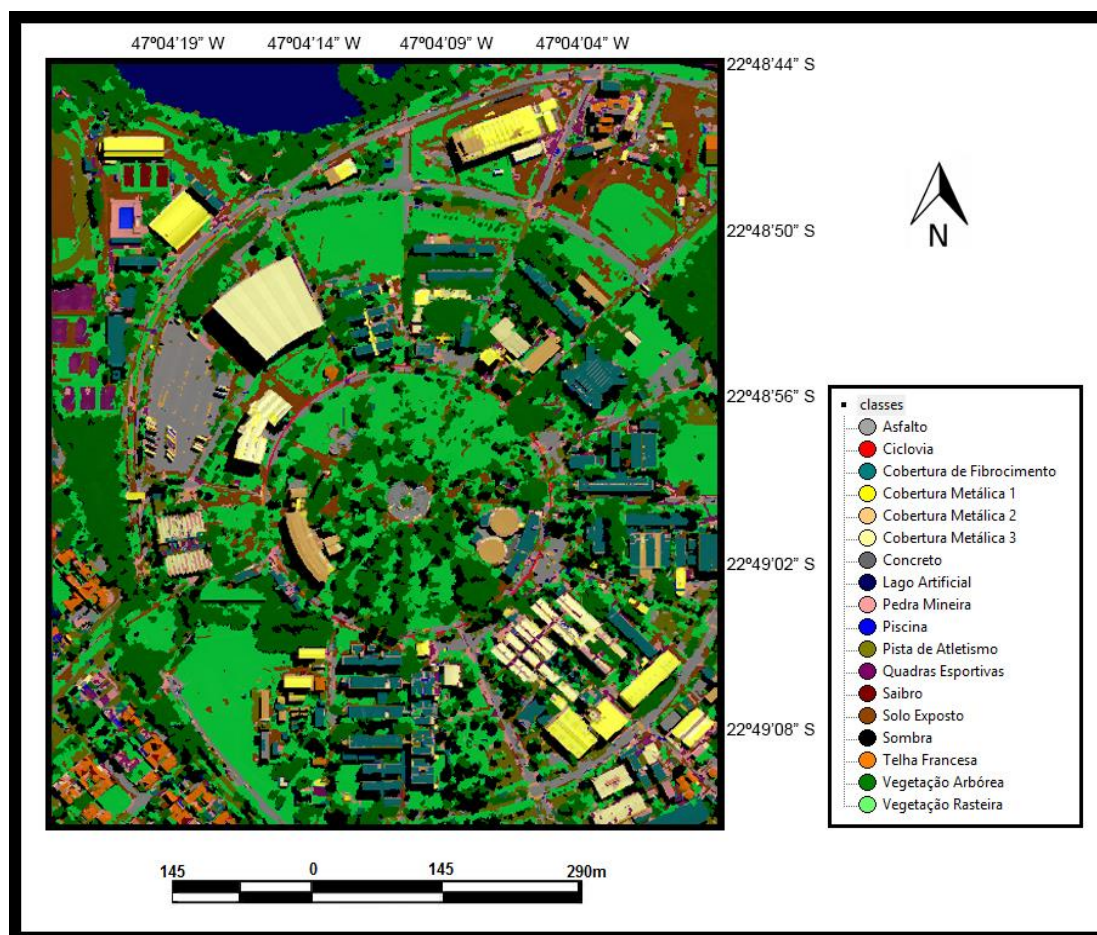 47º04’19” W 47º04’14” W 47º04’09” W 47º04’04” W
22º48’44” S
22º48’50” S
N
22º48’56” S
classes
Asfalto
Ciclovia
Cobertura de Fibrocimento
Cobertura Metálica 1
Cobertura Metálica 2
Cobertura Metálica 3
Concreto
Lago Artificial
Pedra Mineira
Piscina
Pista de Atletismo
Quadras Esportivas
Saibro
Solo Exposto
Sombra
Telha Francesa
Vegetação Arbórea
Vegetação Rasteira
22º49’02” S
22º49’08” S
145 0 145 290m